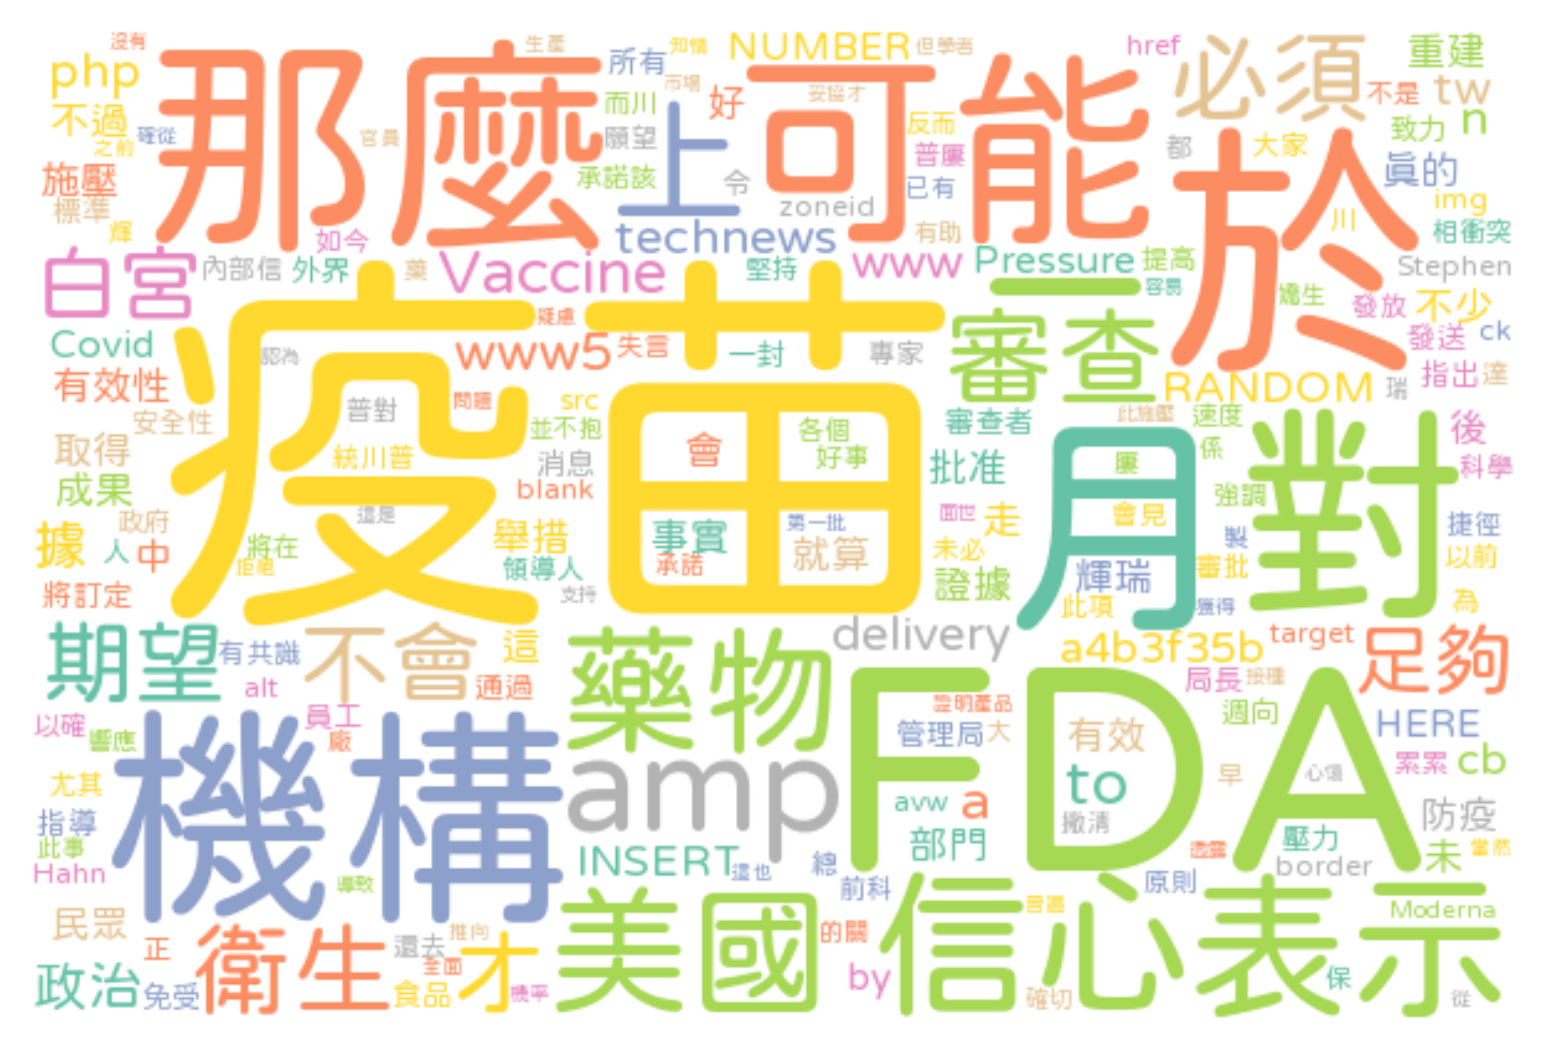 沒有
生產
知情
NUMBER
但學者
href
重建
php
那麼
所有
市場
可能
必須
不是
tw
不過
確從
之前
官員
而川
好
妥協才
反而
致力
n
願望
上
普屢
都
大家
施壓
承諾該
令
已有
於
真的
標準
zoneid
川
img
輝
如今
technews
有助
相衝突
白宮
內部信
外界
藥
Vaccine
堅持
www
Pressure
提高
Stephen
一
容易
孀生
發放
不少
Covid
認為
疫苗
疑慮
www5
失言
一封
專家
審查
發送
ck
有效性
RANDOM
瑞
指出
達
安全性
普對
問題
src
並不抱
各個
審查者
此施壓
速度
對
後
取得
統川普
消息
會
好事
批准
月
屢
係
科學
成果
blank
強調
政府
這是
舉措
事實
第一批
面世
走
會見
製
捷徑
據
人
中
將在
拒絕
領導人
承諾
就算
未必
證據
輝瑞
審批
以前
將訂定
支持
此項
獲得
為
期望
有共識
不會
這
藥物
delivery
a4b3f35b
target
足夠
alt
通過
局長
接種
以確
響應
員工
廠
機構
證明產品
管理局
大
FDA
有效
週向
HERE
尤其
amp
avw
a
to
早
心懷
累累
cb
指導
此事
部門
撇清
壓力
防疫
Hahn
導致
INSERT
這也
總
前科
透露
border
未
當然
原則
民眾
正
衛生
還去
推向
全面
才
美國
的關
信心
表示
Moderna
政治
免受
食品
機率
by
確切
保
從